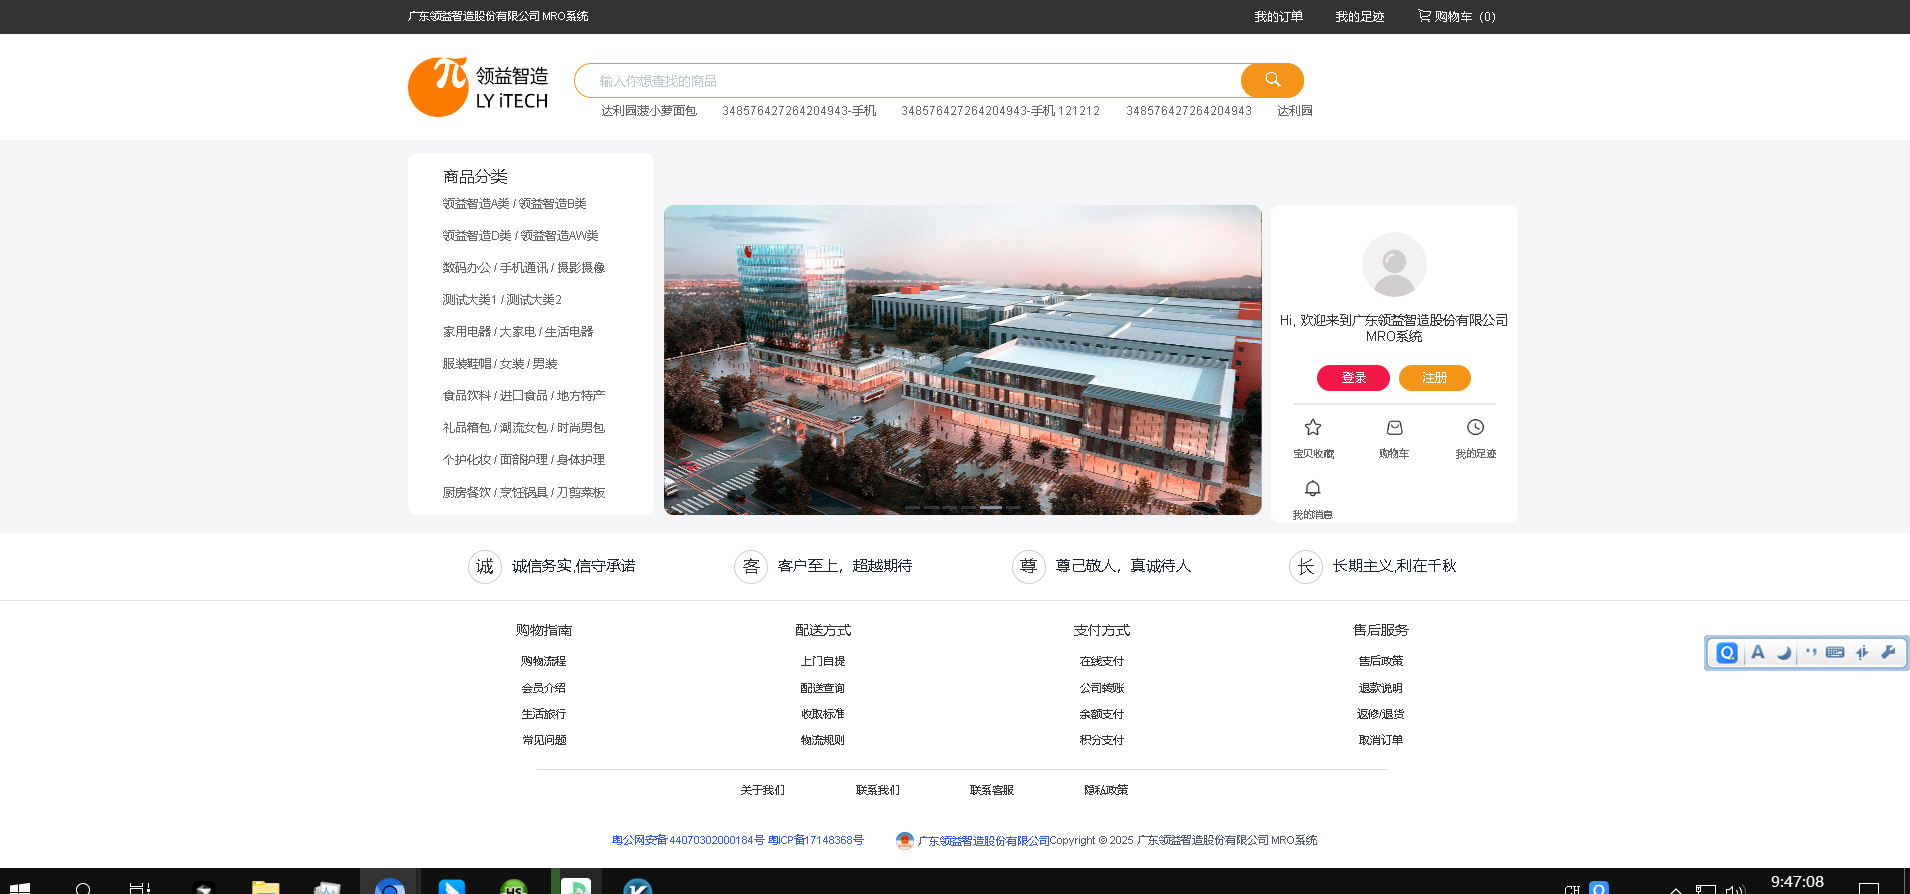 广东领益智造股份有限公司 MRO系统
我的订单 我的足迹 购物车（0）
领益智造
LY iTECH
输入你想查找的商品
达利园菠小萝面包 348576427264204943-手机 348576427264204943-手机 121212 348576427264204943 达利园
商品分类
领益智造A类 / 领益智造B类
领益智造D类 / 领益智造AW类
数码办公 / 手机通讯 / 摄影摄像
测试大类1 / 测试大类2
家用电器 / 大家电 / 生活电器
服装鞋帽 / 女装 / 男装
食品饮料 / 进口食品 / 地方特产
礼品箱包 / 潮流女包 / 时尚男包
个护化妆 / 面部护理 / 身体护理
厨房餐饮 / 烹饪锅具 / 刀剪菜板
Hi, 欢迎来到广东领益智造股份有限公司
MRO系统
登录 注册
宝贝收藏 购物车 我的足迹
我的消息
诚 诚信务实,信守承诺 客 客户至上，超越期待 尊 尊己敬人，真诚待人 长 长期主义,利在千秋
购物指南 配送方式 支付方式 售后服务
购物流程 上门自提 在线支付 售后政策
会员介绍 配送查询 公司转账 退款说明
生活旅行 收取标准 余额支付 返修/退货
常见问题 物流规则 积分支付 取消订单
关于我们 联系我们 联系客服 隐私政策
粤公网安备44070302000184号 粤ICP备17148368号 广东领益智造股份有限公司Copyright © 2025 广东领益智造股份有限公司 MRO系统
CH
9:47:08